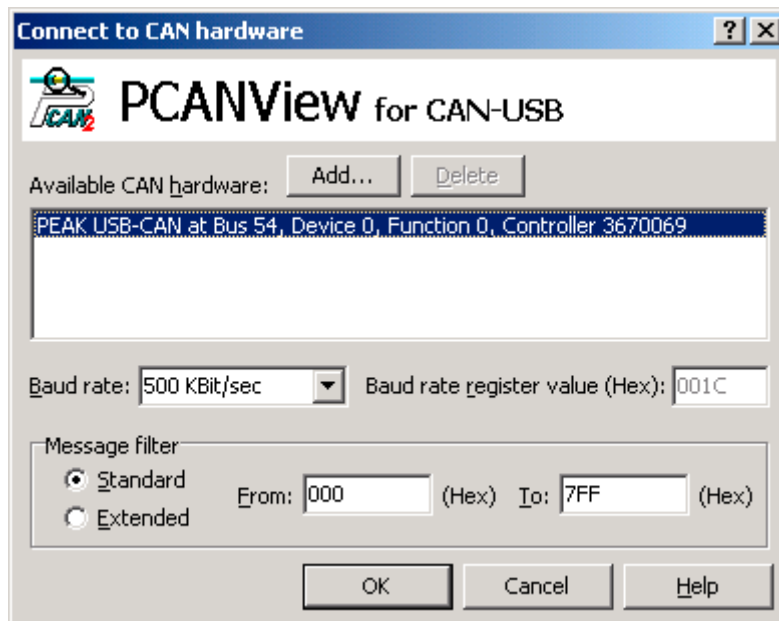 Connect to CAN hardware
PCAN2
PCANView for CAN-USB
Available CAN hardware: Add... Delete
PEAK USB-CAN at Bus 54, Device 0, Function 0, Controller 3670069
Baud rate: 500 KBit/sec Baud rate register value (Hex): 001C
Message filter
Standard
From: 000 (Hex) To: 7FF (Hex)
Extended
OK Cancel Help